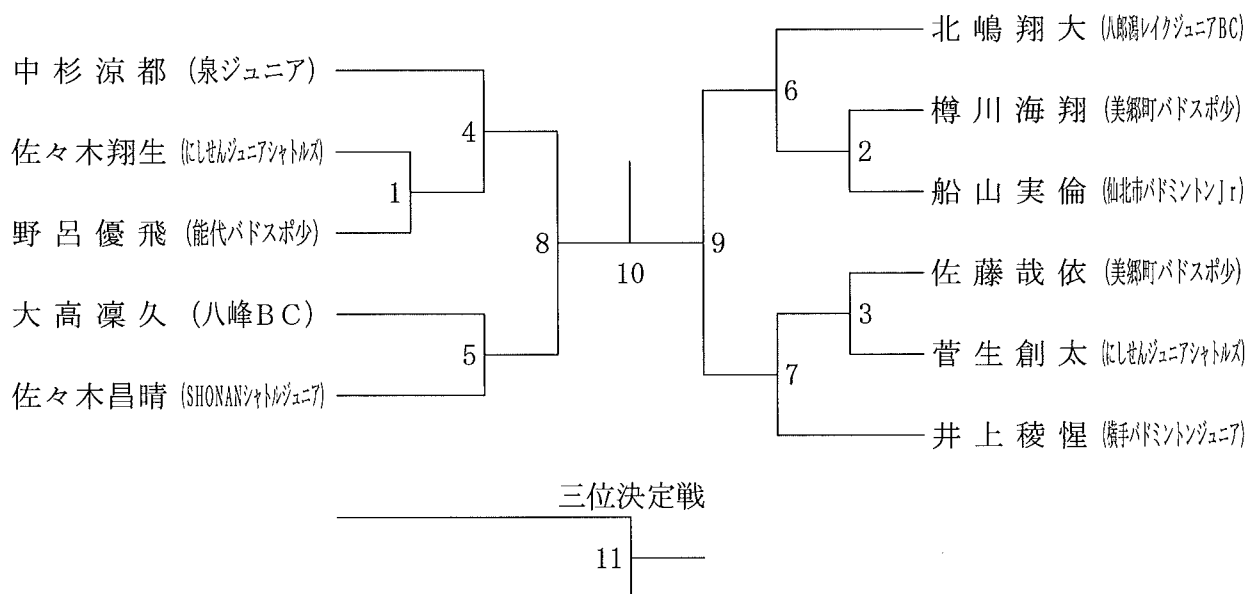 中杉涼都 (泉ジュニア)
4
佐々木翔生 (にしせんジュニアシャトルズ)
1
野呂優飛 (能代バドスポ少)
8
大高凜久 (八峰BC)
5
佐々木昌晴 (SHONANシャトルジュニア)
10
北嶋翔大 (八郎潟レイクジュニアBC)
6
樽川海翔 (美郷町バドスポ少)
2
船山実倫 (仙北市バドミントンJr)
9
佐藤哉依 (美郷町バドスポ少)
3
菅生創太 (にしせんジュニアシャトルズ)
7
井上稜惺 (横手バドミントンジュニア)
三位決定戦
11